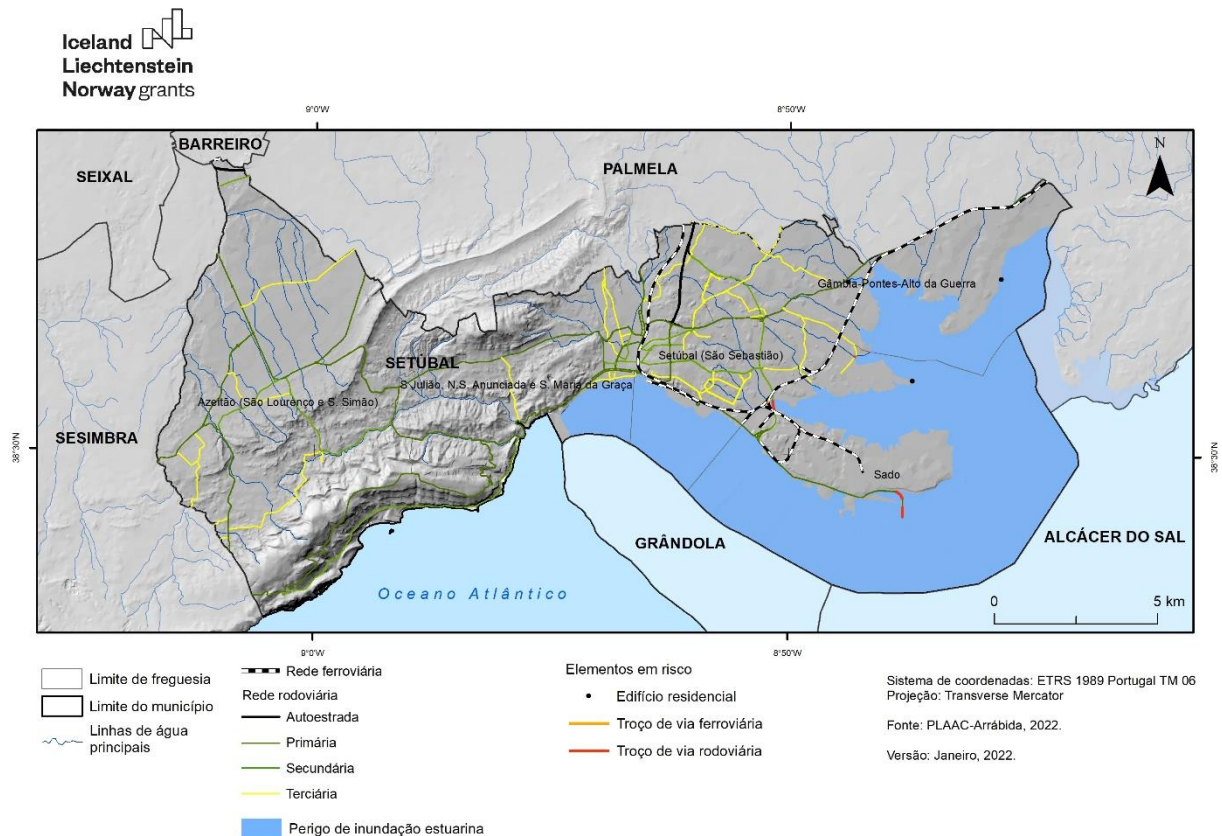 Iceland
Liechtenstein
Norway grants
9°0'W
8°50'W
BARREIRO
SEIXAL
PALMELA
N
Gâmbia-Pontes-Alto da Guerra
SETÚBAL
Setúbal (São Sebastião)
S Julião, N.S. Anunciada e S. Maria da Graça
Azeitão (São Lourenço e S. Simão)
SESIMBRA
38°30'N
38°30'N
Sado
GRÂNDOLA
ALCÁCER DO SAL
Oceano Atlântico
0
5 km
9°0'W
8°50'W
Limite de freguesia
Limite do município
Linhas de água
principais
Rede ferroviária
Rede rodoviária
Autoestrada
Primária
Secundária
Terciária
Perigo de inundação estuarina
Elementos em risco
Edifício residencial
Troço de via ferroviária
Troço de via rodoviária
Sistema de coordenadas: ETRS 1989 Portugal TM 06
Projeção: Transverse Mercator
Fonte: PLAAC-Arrábida, 2022.
Versão: Janeiro, 2022.